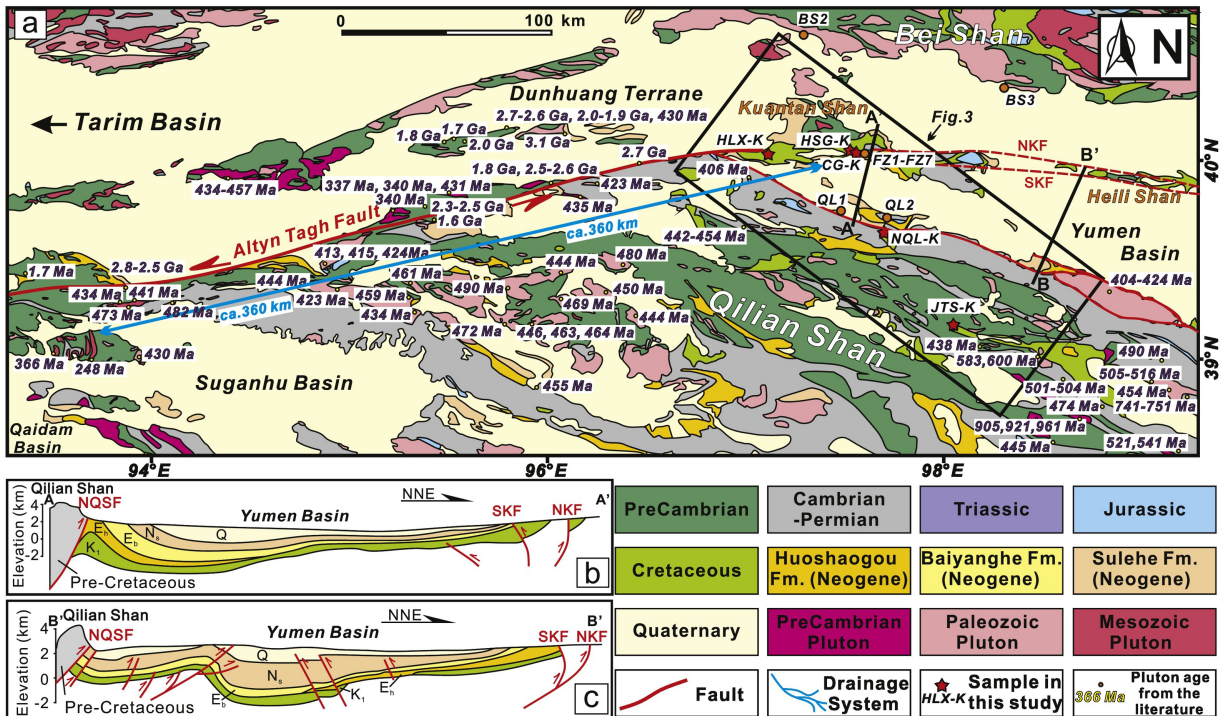 a
0 100 km
BS2
Bei Shan
N
BS3
Dunhuang Terrane
Kuantan Shan
A'
Fig.3
Tarim Basin
2.7-2.6 Ga, 2.0-1.9 Ga, 430 Ma
1.8 Ga
1.7 Ga
2.0 Ga
3.1 Ga
2.7 Ga
HLX-K
HSG-K
CG-K
FZ1-FZ7
NKF
SKF
B'
40°N
Heili Shan
1.8 Ga, 2.5-2.6 Ga
434-457 Ma
337 Ma, 340 Ma, 431 Ma
340 Ma
423 Ma
406 Ma
2.3-2.5 Ga
1.6 Ga
435 Ma
QL1
QL2
A
NQL-K
Altyn Tagh Fault
ca.360 km
442-454 Ma
Yumen
Basin
413, 415, 424Ma
1.7 Ma
2.8-2.5 Ga
444 Ma
461 Ma
444 Ma
480 Ma
404-424 Ma
434 Ma
441 Ma
423 Ma
459 Ma
490 Ma
450 Ma
B
473 Ma
482 Ma
ca.360 km
434 Ma
469 Ma
444 Ma
Qilian Shan
JTS-K
472 Ma
446, 463, 464 Ma
438 Ma
583,600 Ma
490 Ma
430 Ma
366 Ma
248 Ma
39°N
505-516 Ma
Suganhu Basin
455 Ma
501-504 Ma
454 Ma
474 Ma
741-751 Ma
Qaidam
Basin
905,921,961 Ma
445 Ma
521,541 Ma
94°E
96°E
98°E
Qilian Shan
A
NQSF
NNE
A'
Yumen Basin
SKF
NKF
Elevation (km)
4
2
0
-2
Eh
Eb
Ns
Q
K1
Pre-Cretaceous
b
B'
Qilian Shan
NQSF
NNE
B'
Yumen Basin
SKF
NKF
Elevation (km)
4
2
0
-2
Q
Ns
Eb
K1
Eh
Pre-Cretaceous
c
PreCambrian
Cambrian
-Permian
Triassic
Jurassic
Cretaceous
Huoshaogou
Fm. (Neogene)
Baiyanghe Fm.
(Neogene)
Sulehe Fm.
(Neogene)
Quaternary
PreCambrian
Pluton
Paleozoic
Pluton
Mesozoic
Pluton
Fault
Drainage
System
HLX-K
Sample in
this study
366 Ma
Pluton age
from the
literature